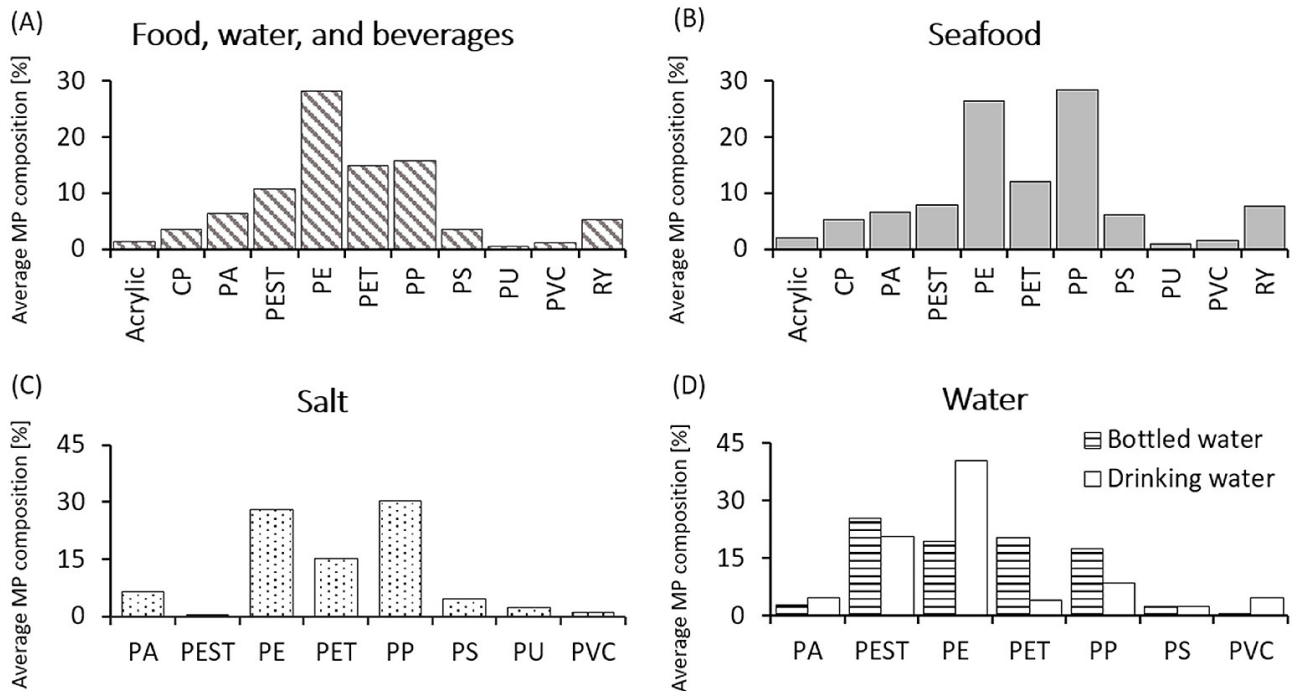 (A)
Food, water, and beverages
Average MP composition [%]
30
20
10
0
Acrylic
CP
PA
PEST
PE
PET
PP
PS
PU
PVC
RY
(B)
Seafood
Average MP composition [%]
30
20
10
0
Acrylic
CP
PA
PEST
PE
PET
PP
PS
PU
PVC
RY
(C)
Salt
Average MP composition [%]
45
30
15
0
PA PEST PE PET PP PS PU PVC
(D)
Water
Average MP composition [%]
45
30
15
0
Bottled water
Drinking water
PA PEST PE PET PP PS PVC